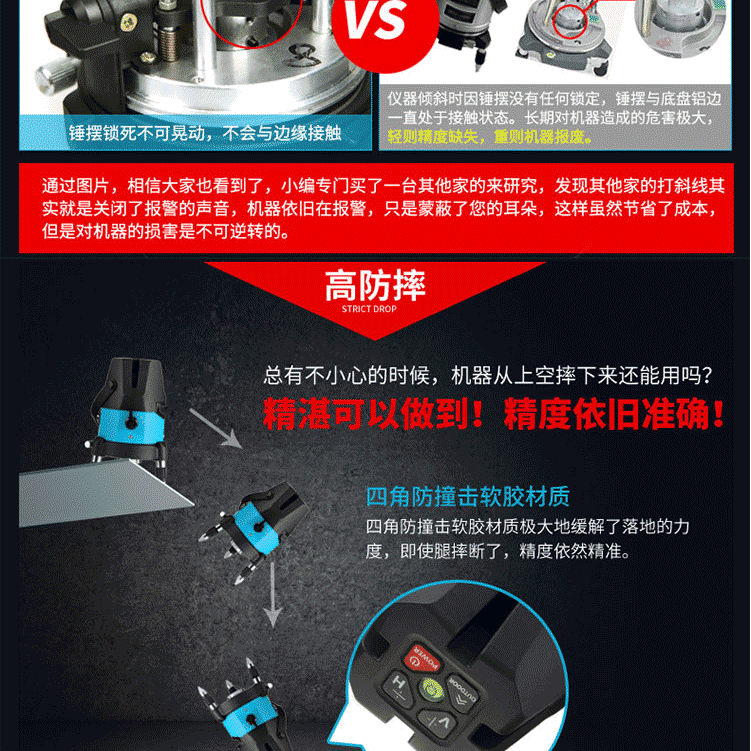 VS
锤摆锁死不可晃动，不会与边缘接触
仪器倾斜时因锤摆没有任何锁定，锤摆与底盘铝边
一直处于接触状态。长期对机器造成的危害极大，
轻则精度缺失，重则机器报废。
通过图片，相信大家也看到了，小编专门买了一台其他家的来研究，发现其他家的打斜线其
实就是关闭了报警的声音，机器依旧在报警，只是蒙蔽了您的耳朵，这样虽然节省了成本，
但是对机器的损害是不可逆转的。
高防摔
STRICT DROP
总有不小心的时候，机器从上空摔下来还能用吗？
精湛可以做到！精度依旧准确！
四角防撞击软胶材质
四角防撞击软胶材质极大地缓解了落地的力
度，即使腿摔断了，精度依然精准。
POWER
OUTDOOR
H
V